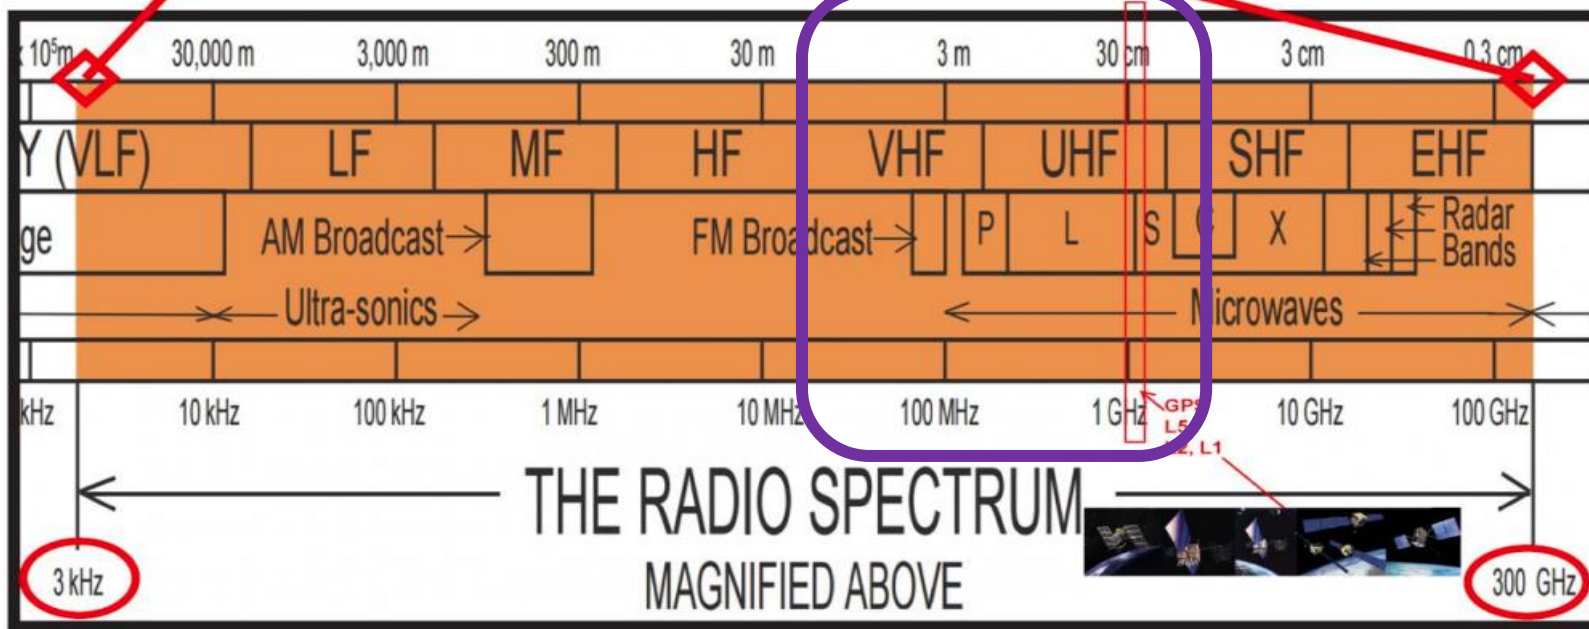 x 10⁵m 30,000 m 3,000 m 300 m 30 m 3 m 30 cm 3 cm 0.3 cm
Y (VLF) LF MF HF VHF UHF SHF EHF
ge AM Broadcast FM Broadcast P L S C X Radar
Bands
Ultra-sonics Microwaves
kHz 10 kHz 100 kHz 1 MHz 10 MHz 100 MHz 1 GHz 10 GHz 100 GHz
GPS
L5
L2, L1
THE RADIO SPECTRUM
MAGNIFIED ABOVE
3 kHz 300 GHz